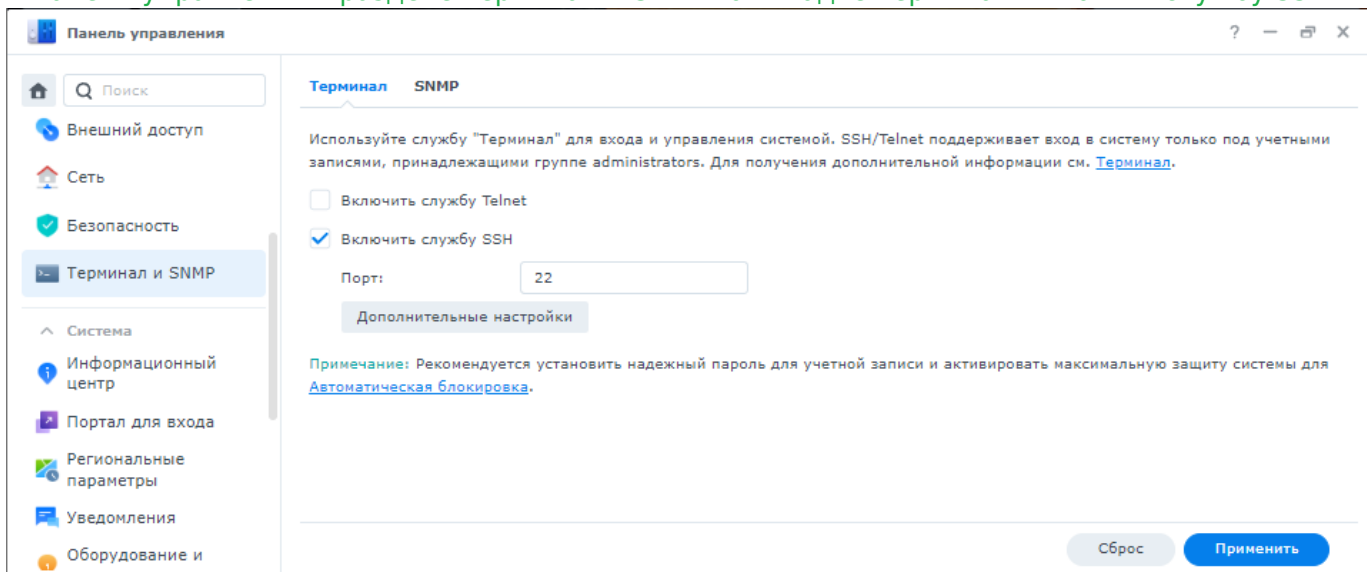 Панель управления
?
Поиск
Внешний доступ
Сеть
Безопасность
Терминал и SNMP
Система
Информационный
центр
Портал для входа
Региональные
параметры
Уведомления
Оборудование и
Терминал SNMP
Используйте службу "Терминал" для входа и управления системой. SSH/Telnet поддерживает вход в систему только под учетными
записями, принадлежащими группе administrators. Для получения дополнительной информации см. Терминал.
Включить службу Telnet
Включить службу SSH
Порт: 22
Дополнительные настройки
Примечание: Рекомендуется установить надежный пароль для учетной записи и активировать максимальную защиту системы для
Автоматическая блокировка.
Сброс Применить